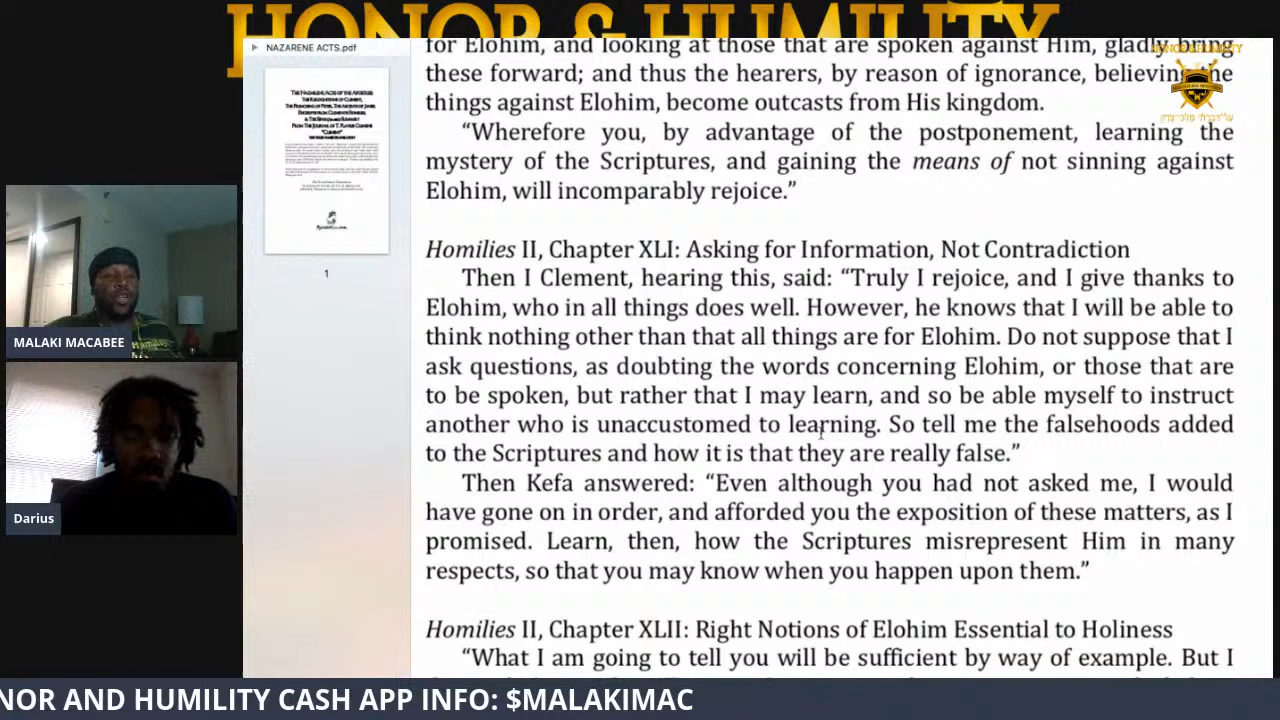 HONOR & HUMILITY
NAZARENE ACTS.pdf
1
for Elohim, and looking at those that are spoken against Him, gladly bring
these forward; and thus the hearers, by reason of ignorance, believing the
things against Elohim, become outcasts from His kingdom.
“Wherefore you, by advantage of the postponement, learning the
mystery of the Scriptures, and gaining the means of not sinning against
Elohim, will incomparably rejoice.”
Homilies II, Chapter XLI: Asking for Information, Not Contradiction
Then I Clement, hearing this, said: “Truly I rejoice, and I give thanks to
Elohim, who in all things does well. However, he knows that I will be able to
think nothing other than that all things are for Elohim. Do not suppose that I
ask questions, as doubting the words concerning Elohim, or those that are
to be spoken, but rather that I may learn, and so be able myself to instruct
another who is unaccustomed to learning. So tell me the falsehoods added
to the Scriptures and how it is that they are really false.”
Then Kefa answered: “Even although you had not asked me, I would
have gone on in order, and afforded you the exposition of these matters, as I
promised. Learn, then, how the Scriptures misrepresent Him in many
respects, so that you may know when you happen upon them.”
Homilies II, Chapter XLII: Right Notions of Elohim Essential to Holiness
“What I am going to tell you will be sufficient by way of example. But I
HONOR & HUMILITY
MALAKI MACABEE
Darius
NOR AND HUMILITY CASH APP INFO: $MALAKIMAC